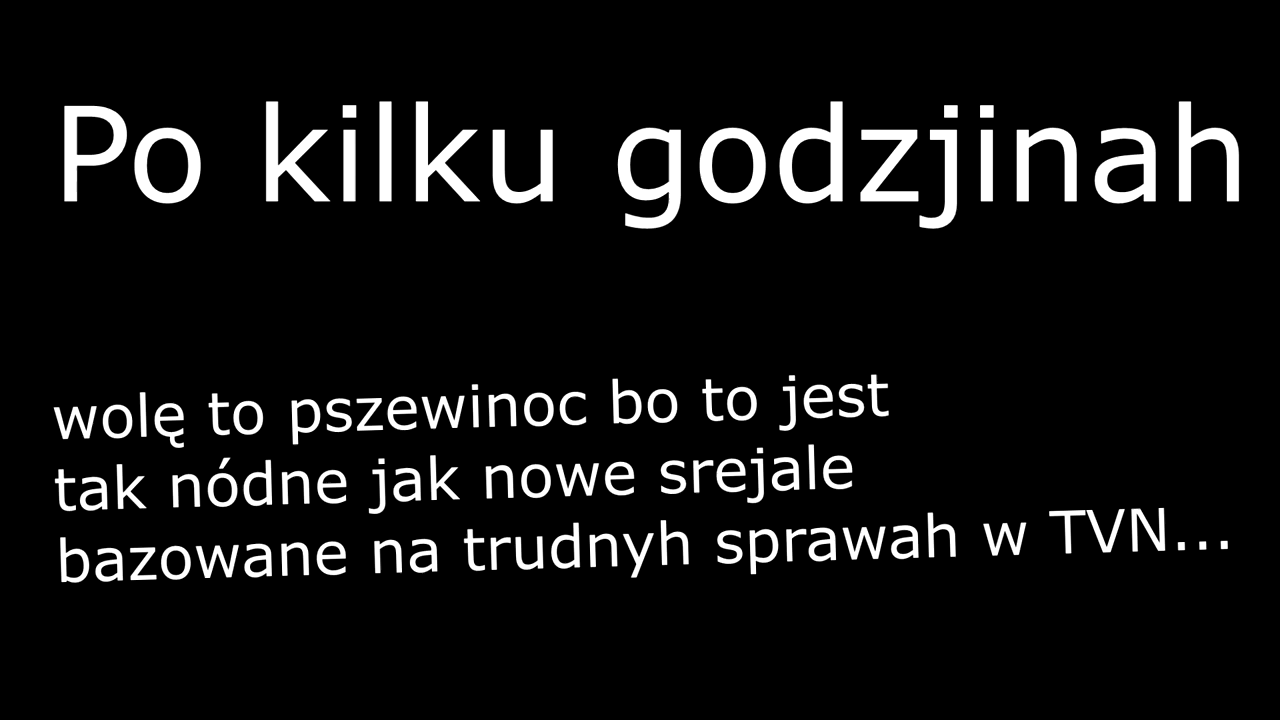 Po kilku godzjinah
wolę to pszewinoc bo to jest
tak nódne jak nowe srejale
bazowane na trudnyh sprawah w TVN...